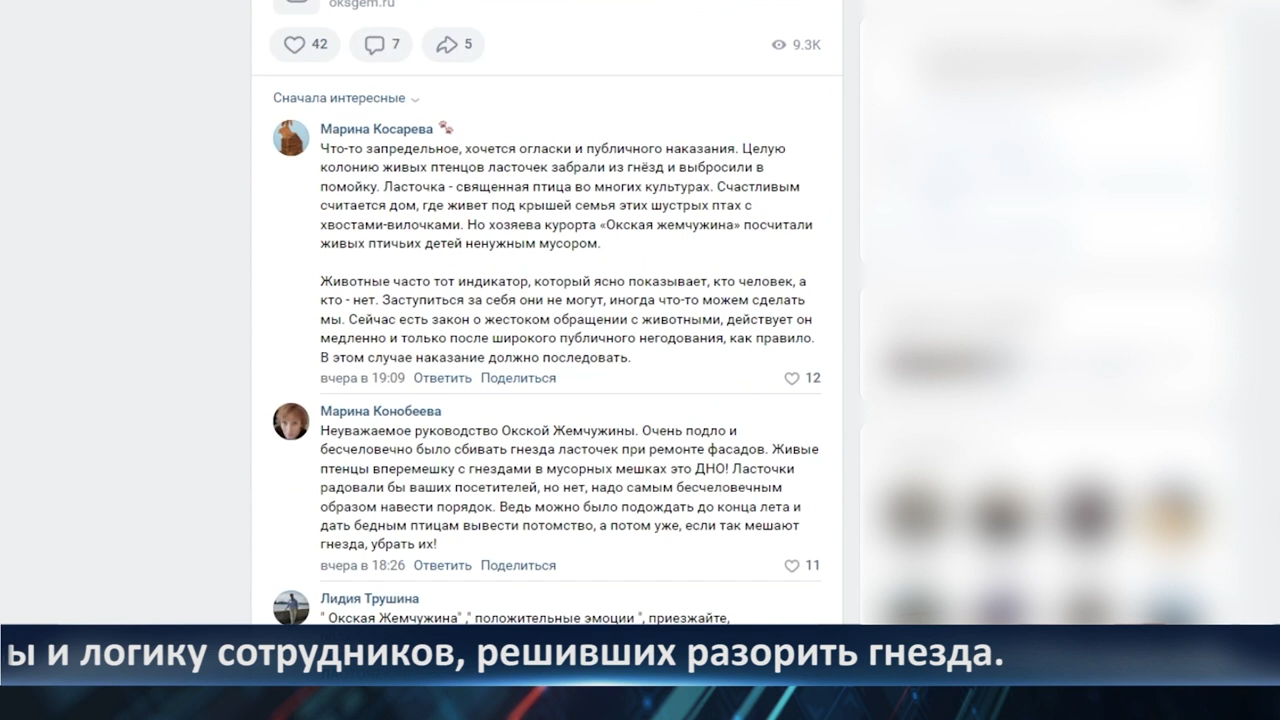 oksgem.ru
42 7 5 9.3K
Сначала интересные
Марина Косарева
Что-то запредельное, хочется огласки и публичного наказания. Целую
колонию живых птенцов ласточек забрали из гнёзд и выбросили в
помойку. Ласточка - священная птица во многих культурах. Счастливым
считается дом, где живет под крышей семья этих шустрых птах с
хвостами-вилочками. Но хозяева курорта «Окская жемчужина» посчитали
живых птичьих детей ненужным мусором.
Животные часто тот индикатор, который ясно показывает, кто человек, а
кто - нет. Заступиться за себя они не могут, иногда что-то можем сделать
мы. Сейчас есть закон о жестоком обращении с животными, действует он
медленно и только после широкого публичного негодования, как правило.
В этом случае наказание должно последовать.
вчера в 19:09 Ответить Поделиться 12
Марина Конобеева
Неуважаемое руководство Окской Жемчужины. Очень подло и
бесчеловечно было сбивать гнезда ласточек при ремонте фасадов. Живые
птенцы вперемешку с гнездами в мусорных мешках это ДНО! Ласточки
радовали бы ваших посетителей, но нет, надо самым бесчеловечным
образом навести порядок. Ведь можно было подождать до конца лета и
дать бедным птицам вывести потомство, а потом уже, если так мешают
гнезда, убрать их!
вчера в 18:26 Ответить Поделиться 11
Лидия Трушина
" Окская Жемчужина" ," положительные эмоции ", приезжайте,
ы и логику сотрудников, решивших разорить гнезда.